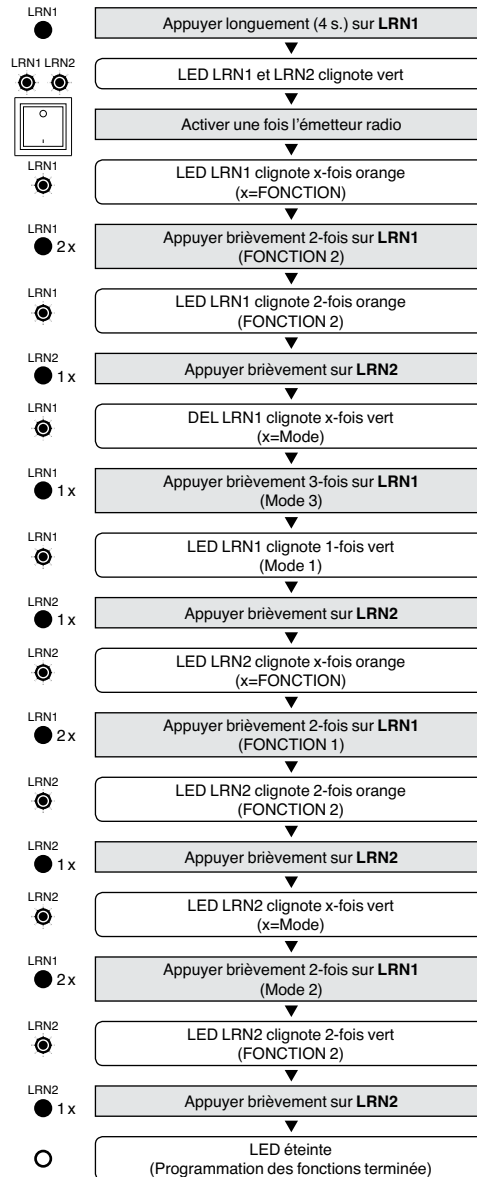 LRN1
Appuyer longuement (4 s.) sur LRN1
LRN1 LRN2
LED LRN1 et LRN2 clignote vert
Activer une fois l'émetteur radio
LRN1
LED LRN1 clignote x-fois orange
(x=FONCTION)
LRN1
2 x
Appuyer brièvement 2-fois sur LRN1
(FONCTION 2)
LRN1
LED LRN1 clignote 2-fois orange
(FONCTION 2)
LRN2
1 x
Appuyer brièvement sur LRN2
LRN1
DEL LRN1 clignote x-fois vert
(x=Mode)
LRN1
1 x
Appuyer brièvement 3-fois sur LRN1
(Mode 3)
LRN1
LED LRN1 clignote 1-fois vert
(Mode 1)
LRN2
1 x
Appuyer brièvement sur LRN2
LRN2
LED LRN2 clignote x-fois orange
(x=FONCTION)
LRN1
2 x
Appuyer brièvement 2-fois sur LRN1
(FONCTION 1)
LRN2
LED LRN2 clignote 2-fois orange
(FONCTION 2)
LRN2
1 x
Appuyer brièvement sur LRN2
LRN2
LED LRN2 clignote x-fois vert
(x=Mode)
LRN1
2 x
Appuyer brièvement 2-fois sur LRN1
(Mode 2)
LRN2
LED LRN2 clignote 2-fois vert
(FONCTION 2)
LRN2
1 x
Appuyer brièvement sur LRN2
LED éteinte
(Programmation des fonctions terminée)